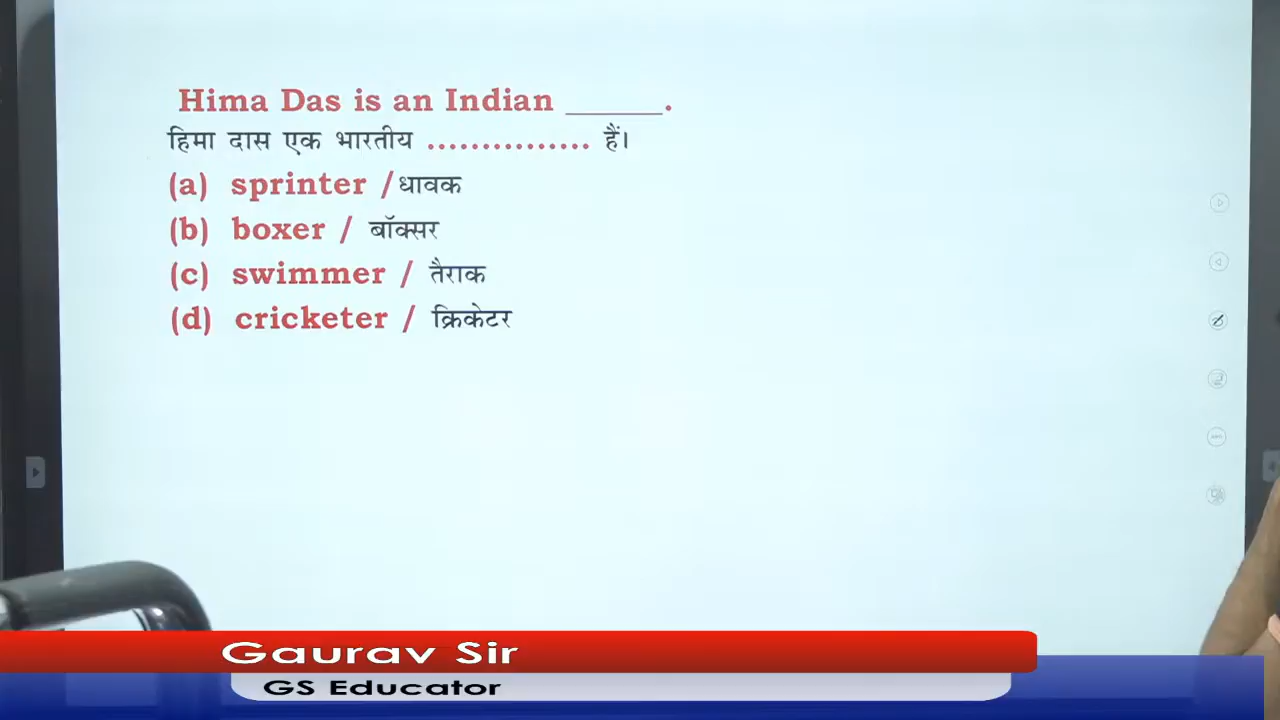 Hima Das is an Indian ______.
हिमा दास एक भारतीय ............... हैं।
(a) sprinter /धावक
(b) boxer / बॉक्सर
(c) swimmer / तैराक
(d) cricketer / क्रिकेटर
Gaurav Sir
GS Educator